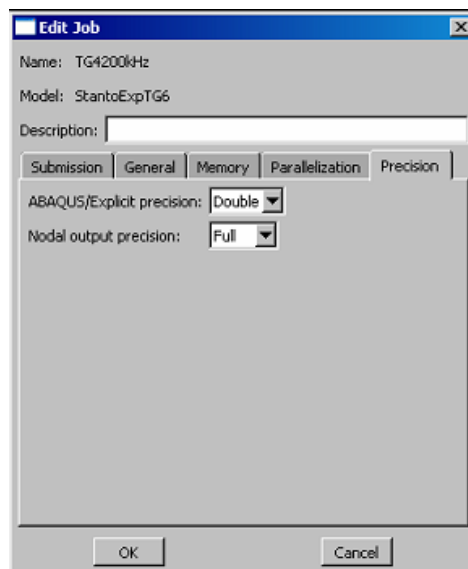 Edit Job
Name: TG4200kHz
Model: StantoExpTG6
Description:
Submission General Memory Parallelization Precision
ABAQUS/Explicit precision: Double
Nodal output precision: Full
OK Cancel